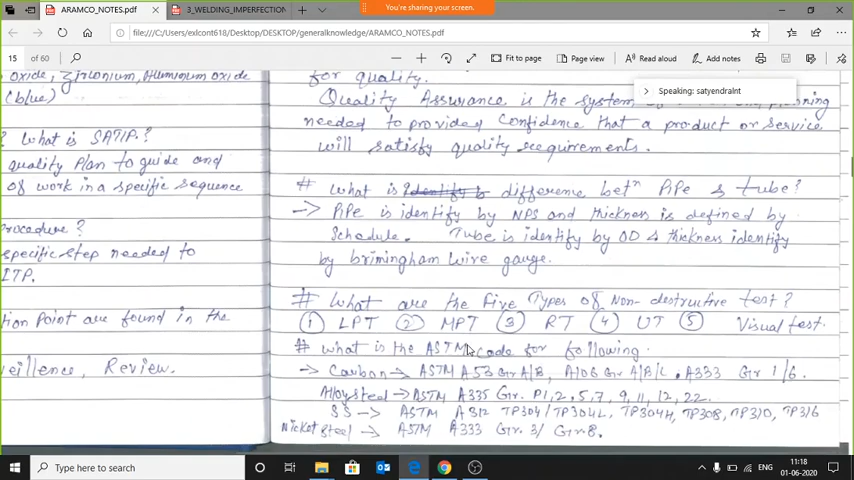 ARAMCO_NOTES.pdf
3_WELDING_IMPERFECTION
You're sharing your screen.
file:///C:/Users/exlcont618/Desktop/DESKTOP/generalknowledge/ARAMCO_NOTES.pdf
15 of 60
Fit to page
Page view
Read aloud
Add notes
Speaking: satyendralnt
oxide, Zirconium, Aluminum oxide
(blue)
? What is SATIP?
quality Plan to guide and
of work in a specific sequence
procedure?
specific step needed to
ITP.
tion Point are found in the
veillence, Review.
for quality.
Quality Assurance is the system
needed to provided Confidence that a product or service
will satisfy quality requirements.
# What is difference betn PiPe & tube?
-> PiPe is identify by NPS and thickness is defined by
Schedule. Tube is identify by OD & thickness identify
by brimingham wire gauge.
# What are the five Types of Non-destructive test?
① LPT ② MPT ③ RT ④ UT ⑤ Visual test.
# What is the ASTM code for following
-> Carban -> ASTM A53 Gr A/B, A106 Gr A/B/C, A333 Gr 1/6.
Alloy steel -> ASTM A335 Gr. P1, 2, 5, 7, 9, 11, 12, 22.
SS -> ASTM A312 TP304/TP304L, TP304H, TP308, TP310, TP316
Nickel steel -> ASTM A333 Gr. 3/ Gr. 8.
Type here to search
ENG
11:18
01-06-2020